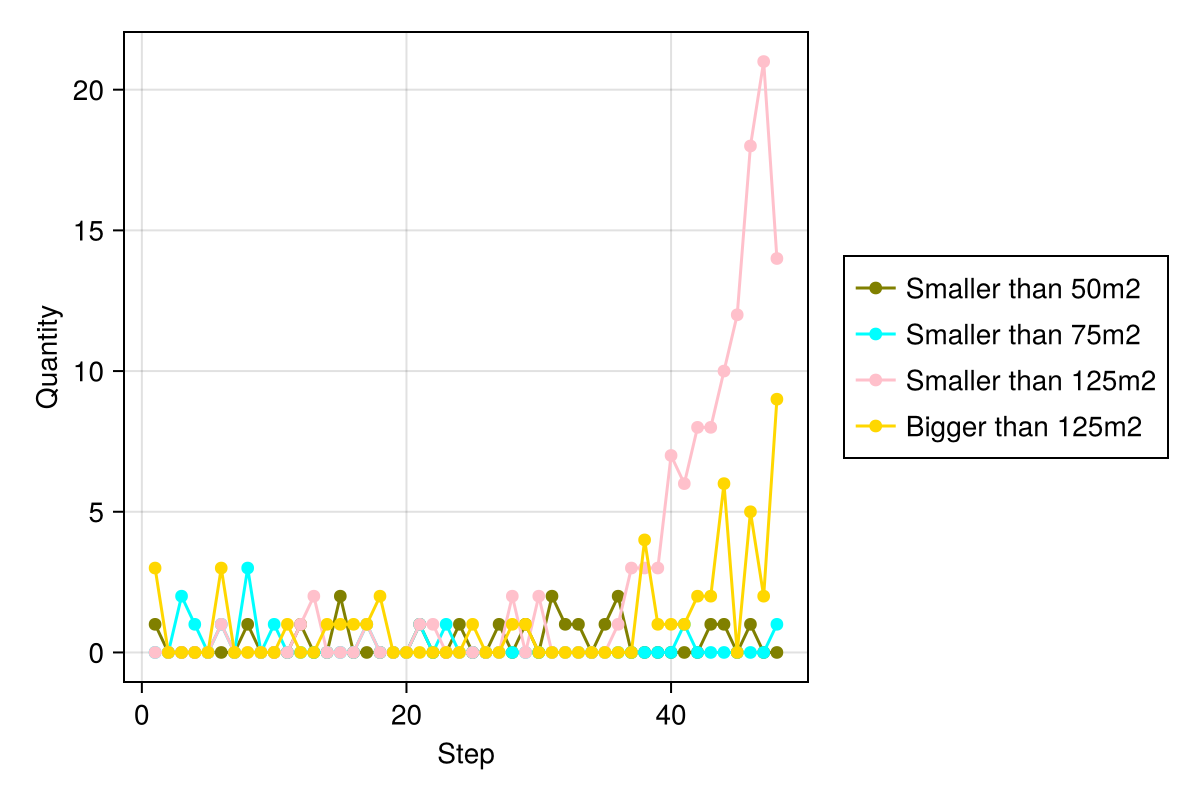 20
15
10
5
0
Quantity
0 20 40
Step
Smaller than 50m2
Smaller than 75m2
Smaller than 125m2
Bigger than 125m2